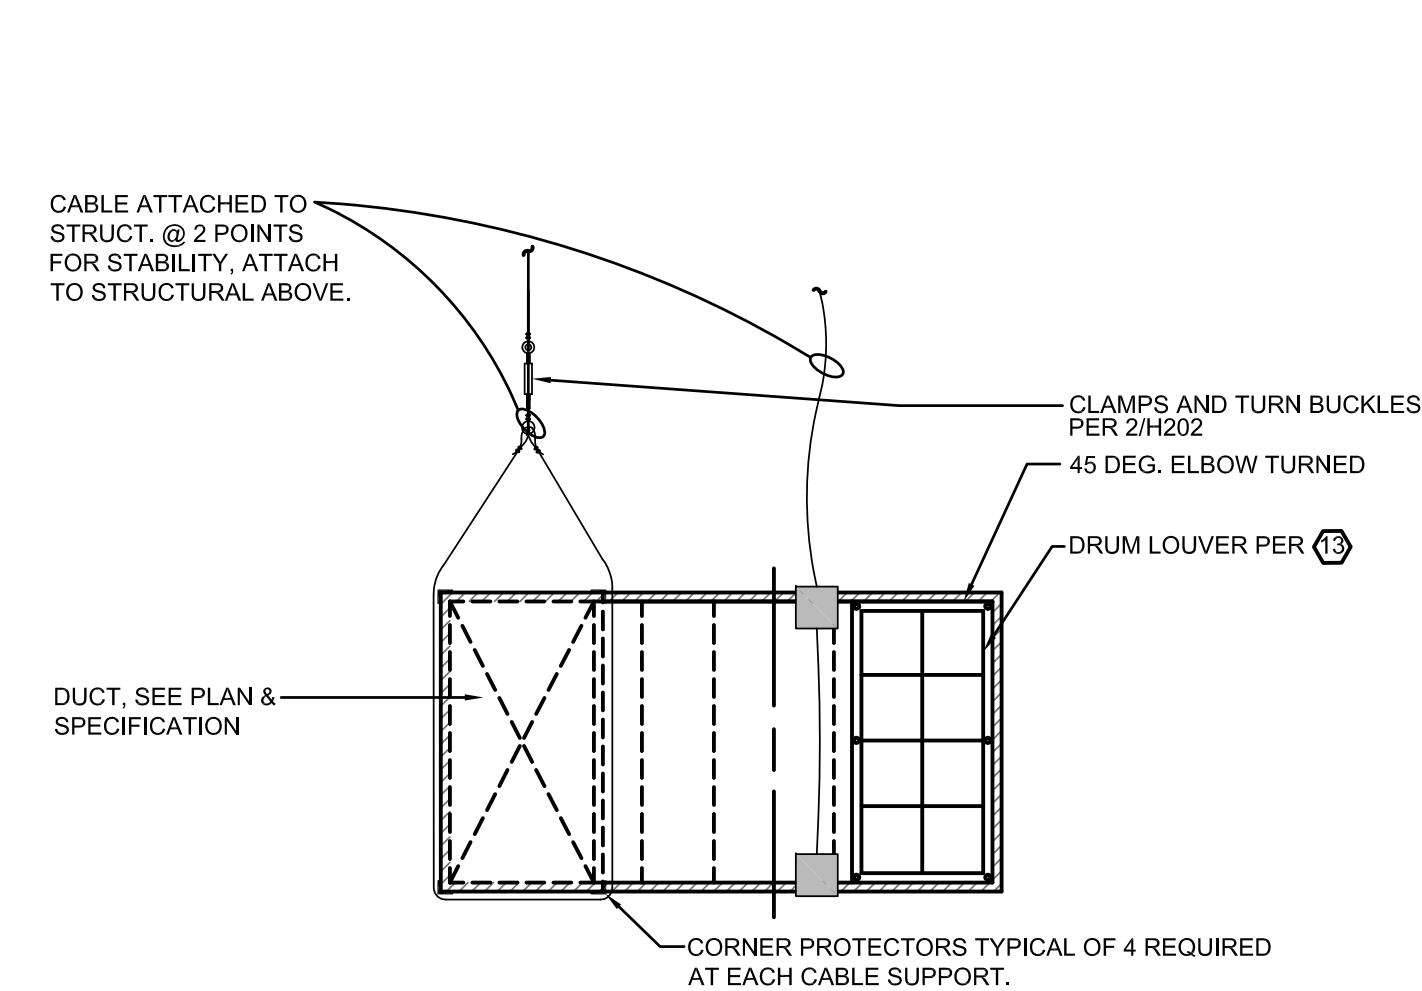 CABLE ATTACHED TO
STRUCT. @ 2 POINTS
FOR STABILITY, ATTACH
TO STRUCTURAL ABOVE.
CLAMPS AND TURN BUCKLES
PER 2/H202
45 DEG. ELBOW TURNED
DRUM LOUVER PER 13
DUCT, SEE PLAN &
SPECIFICATION
CORNER PROTECTORS TYPICAL OF 4 REQUIRED
AT EACH CABLE SUPPORT.